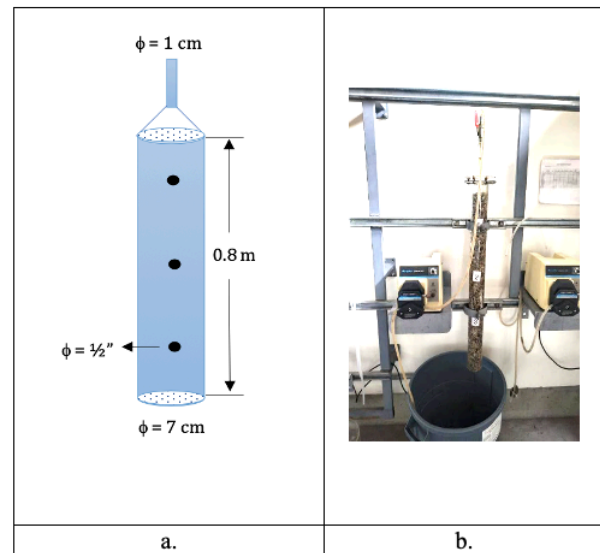 ϕ = 1 cm
0.8 m
ϕ = ½”
ϕ = 7 cm
a.
b.